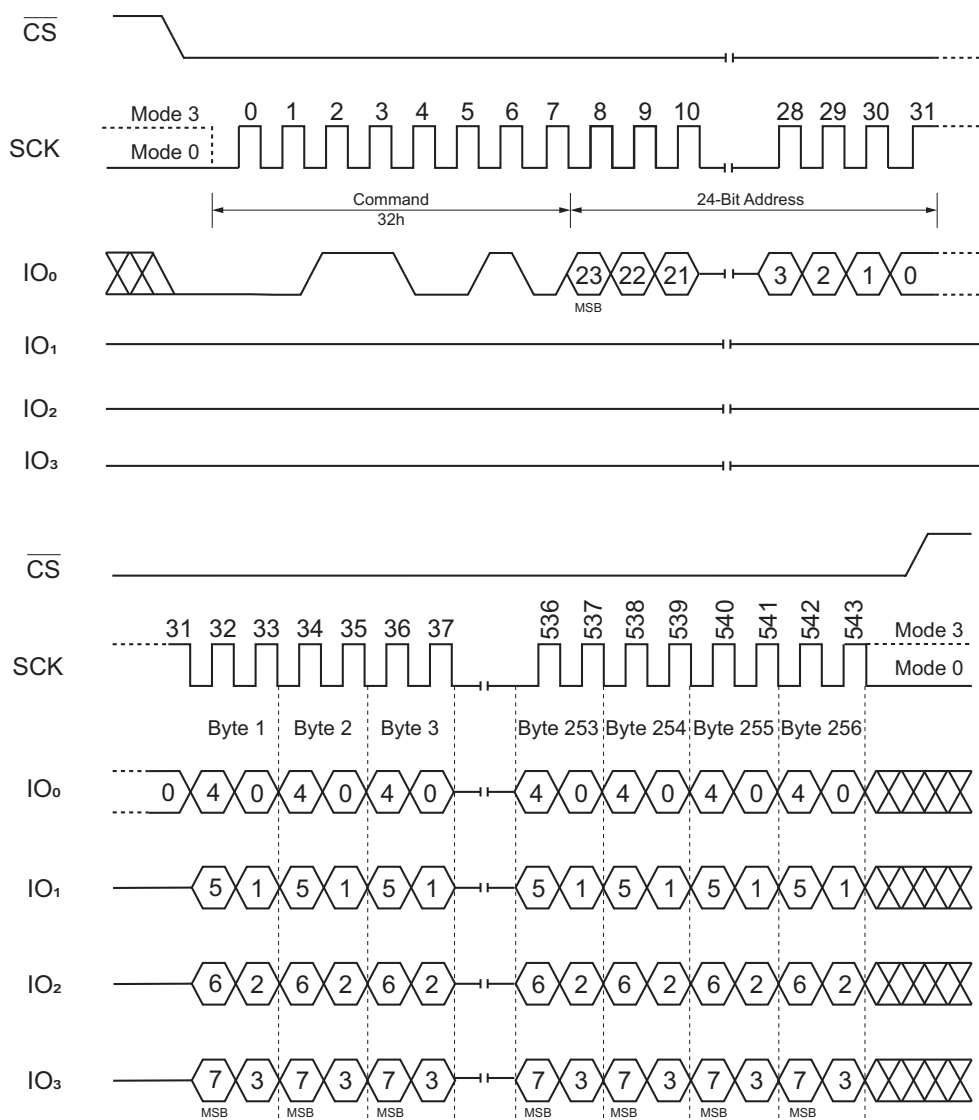 CS
0 1 2 3 4 5 6 7 8 9 10 28 29 30 31
Mode 3
SCK
Mode 0
Command
24-Bit Address
32h
IO₀
23 22 21 3 2 1 0
MSB
IO₁
IO₂
IO₃
CS
31 32 33 34 35 36 37 536 537 538 539 540 541 542 543
Mode 3
SCK
Mode 0
Byte 1 Byte 2 Byte 3 Byte 253 Byte 254 Byte 255 Byte 256
IO₀ 0 4 0 4 0 4 0 4 0 4 0 4 0 4 0
IO₁ 5 1 5 1 5 1 5 1 5 1 5 1 5 1
IO₂ 6 2 6 2 6 2 6 2 6 2 6 2 6 2
IO₃ 7 3 7 3 7 3 7 3 7 3 7 3 7 3
MSB MSB MSB MSB MSB MSB MSB